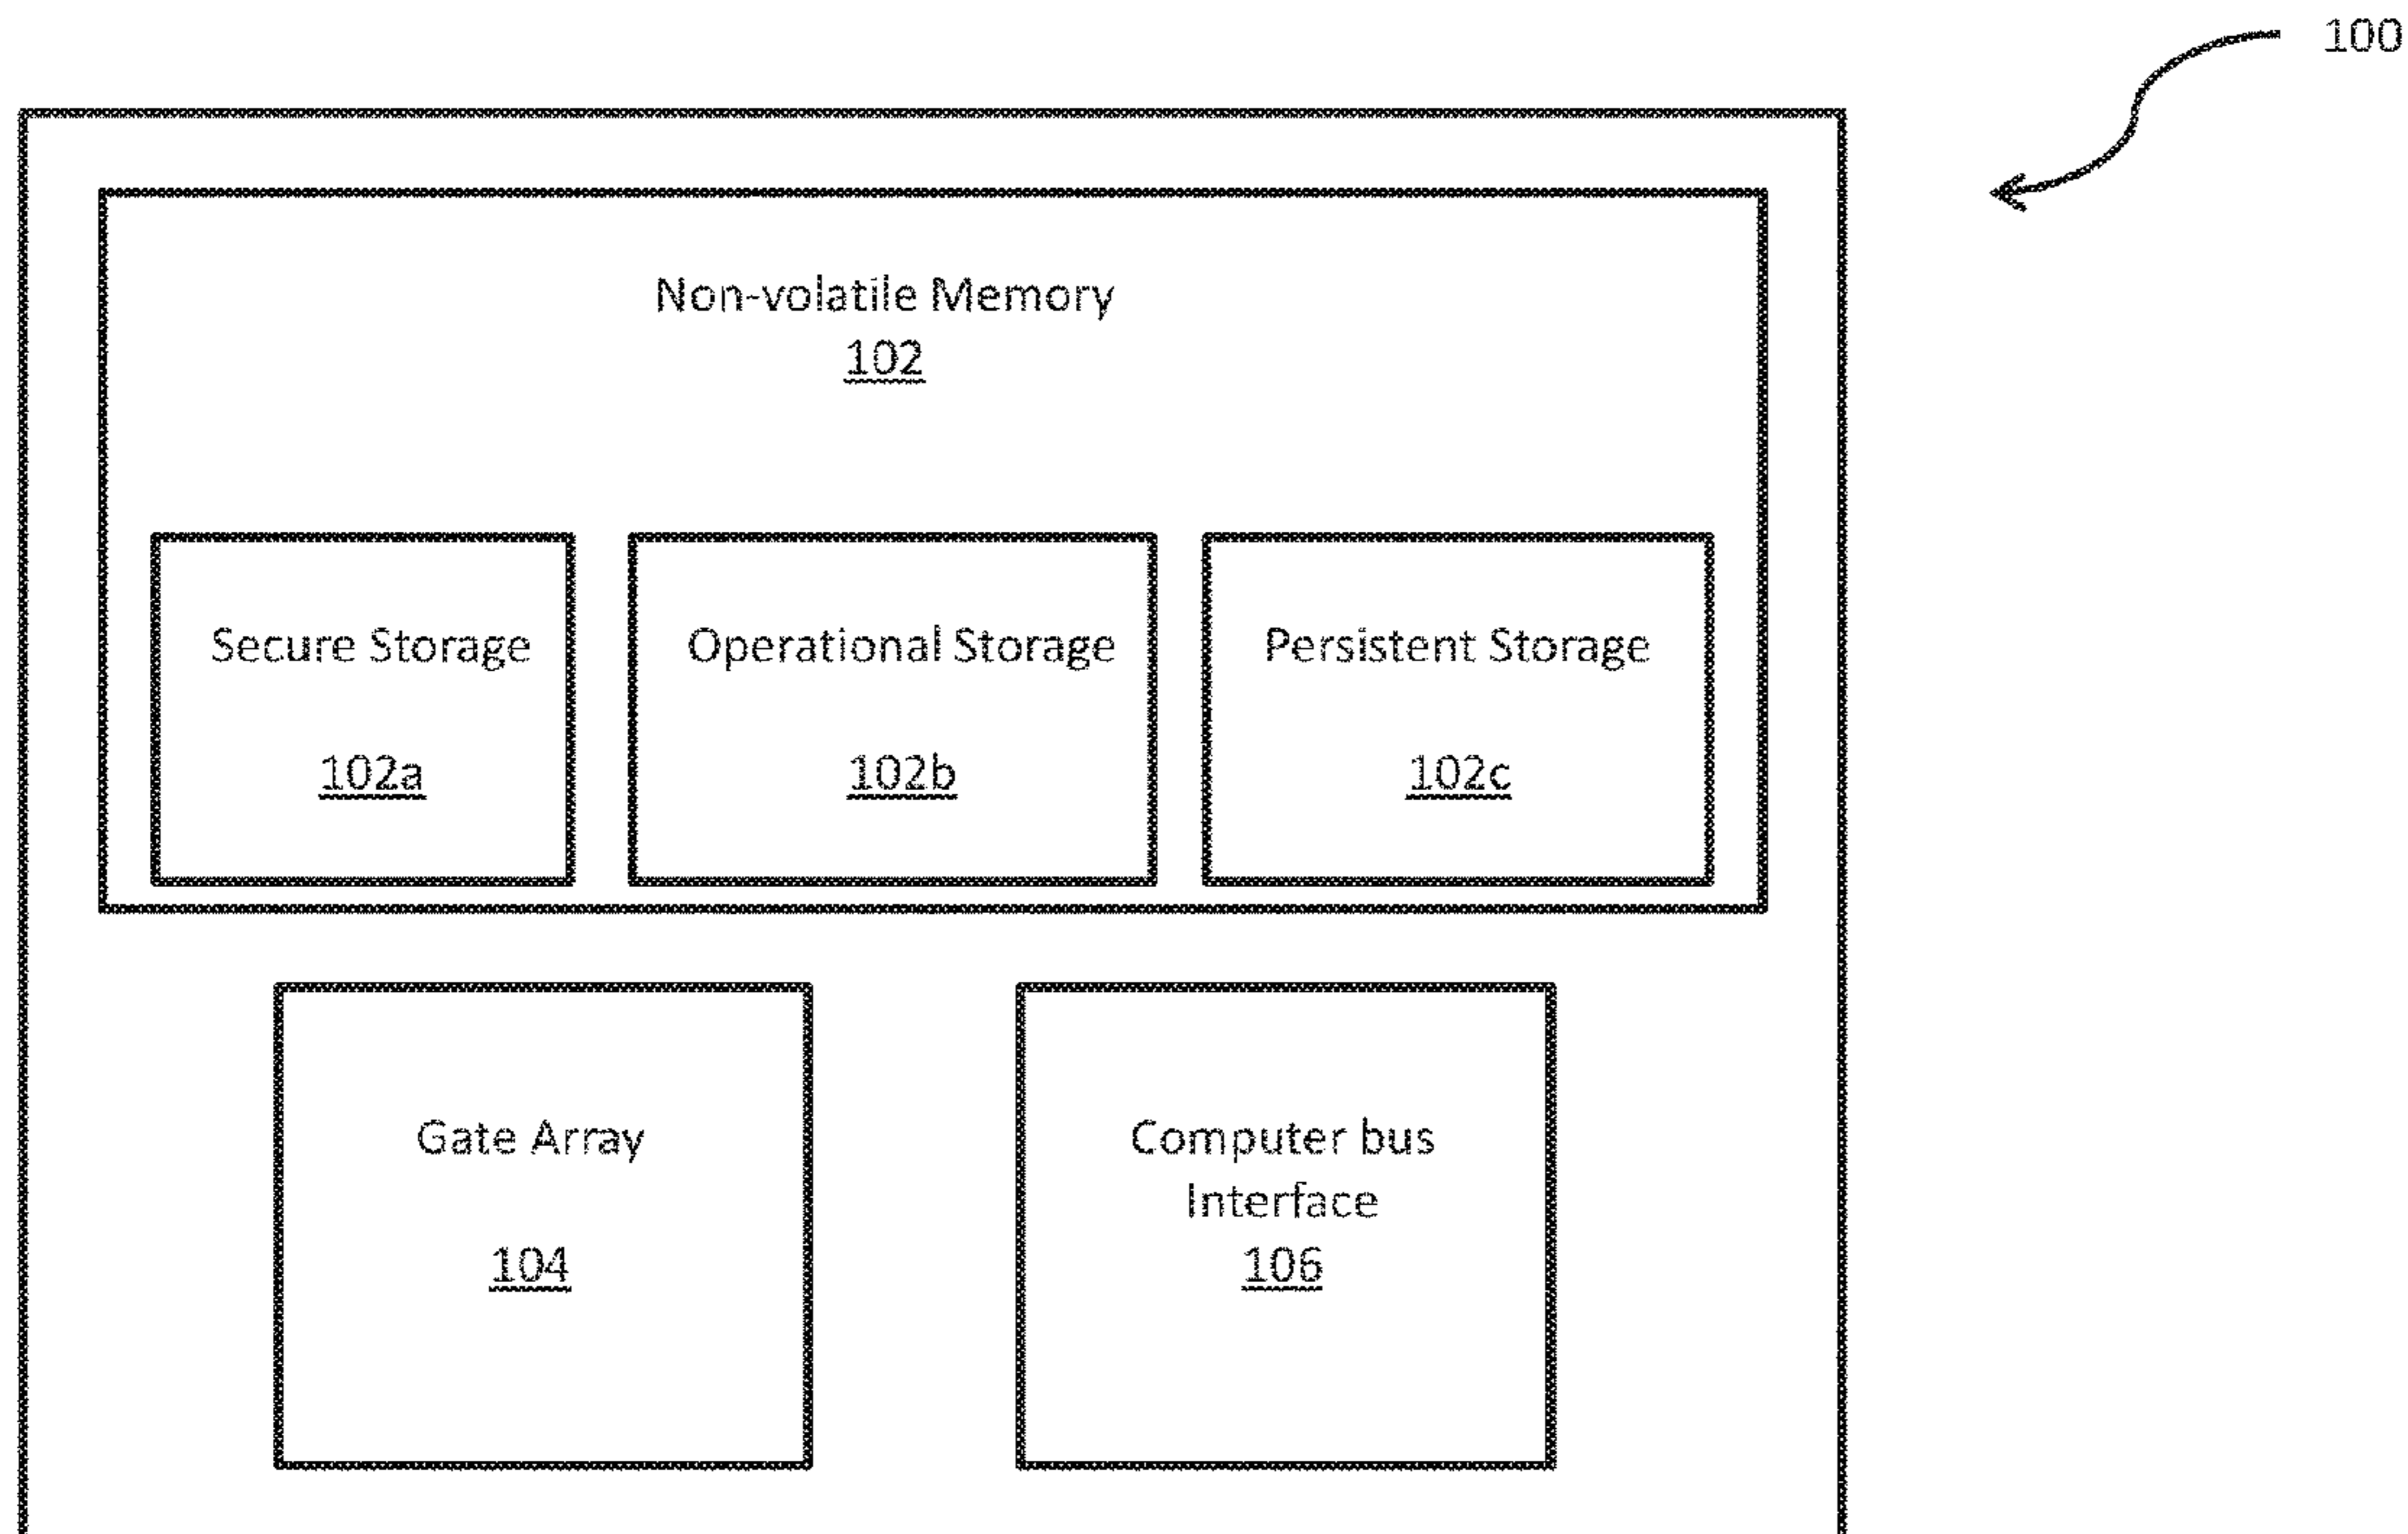 100
Non-volatile Memory
102
Secure Storage
102a
Operational Storage
102b
Persistent Storage
102c
Gate Array
104
Computer bus
Interface
106